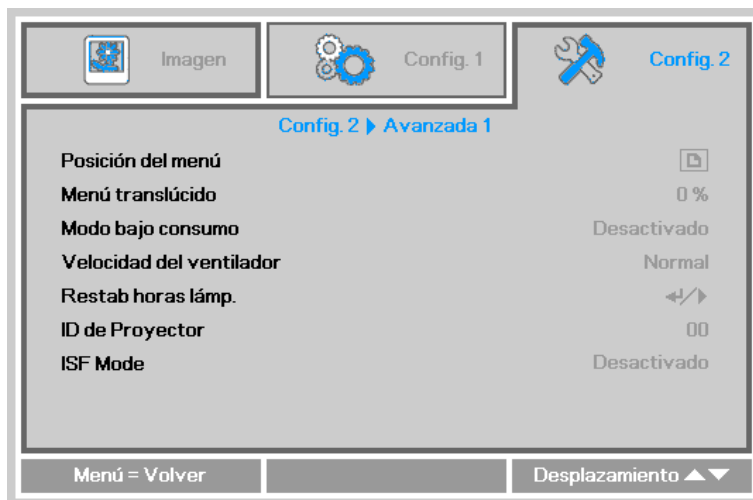 Imagen
Config. 1
Config. 2
Config. 2 Avanzada 1
Posición del menú
Menú translúcido 0 %
Modo bajo consumo Desactivado
Velocidad del ventilador Normal
Restab horas lámp.
ID de Proyector 00
ISF Mode Desactivado
Menú = Volver
Desplazamiento